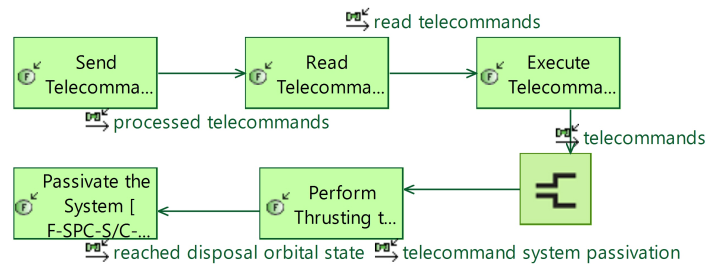 read telecommands
Send
Telecomma...
Read
Telecomma...
Execute
Telecomma...
processed telecommands
telecommands
Passivate the
System [
F-SPC-S/C-...
Perform
Thrusting t...
reached disposal orbital state
telecommand system passivation